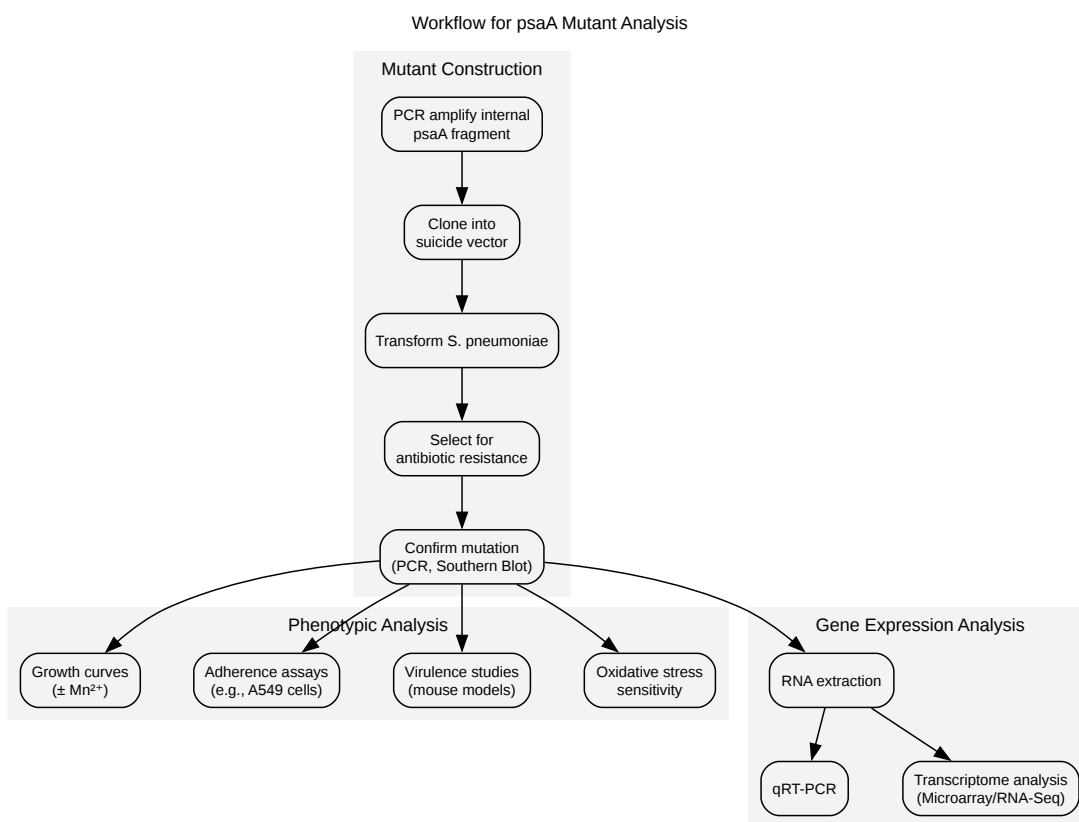 Workflow for psaA Mutant Analysis
Mutant Construction
PCR amplify internal
psaA fragment
Clone into
suicide vector
Transform S. pneumoniae
Select for
antibiotic resistance
Confirm mutation
(PCR, Southern Blot)
Phenotypic Analysis
Growth curves
(± Mn²⁺)
Adherence assays
(e.g., A549 cells)
Virulence studies
(mouse models)
Oxidative stress
sensitivity
Gene Expression Analysis
RNA extraction
qRT-PCR
Transcriptome analysis
(Microarray/RNA-Seq)